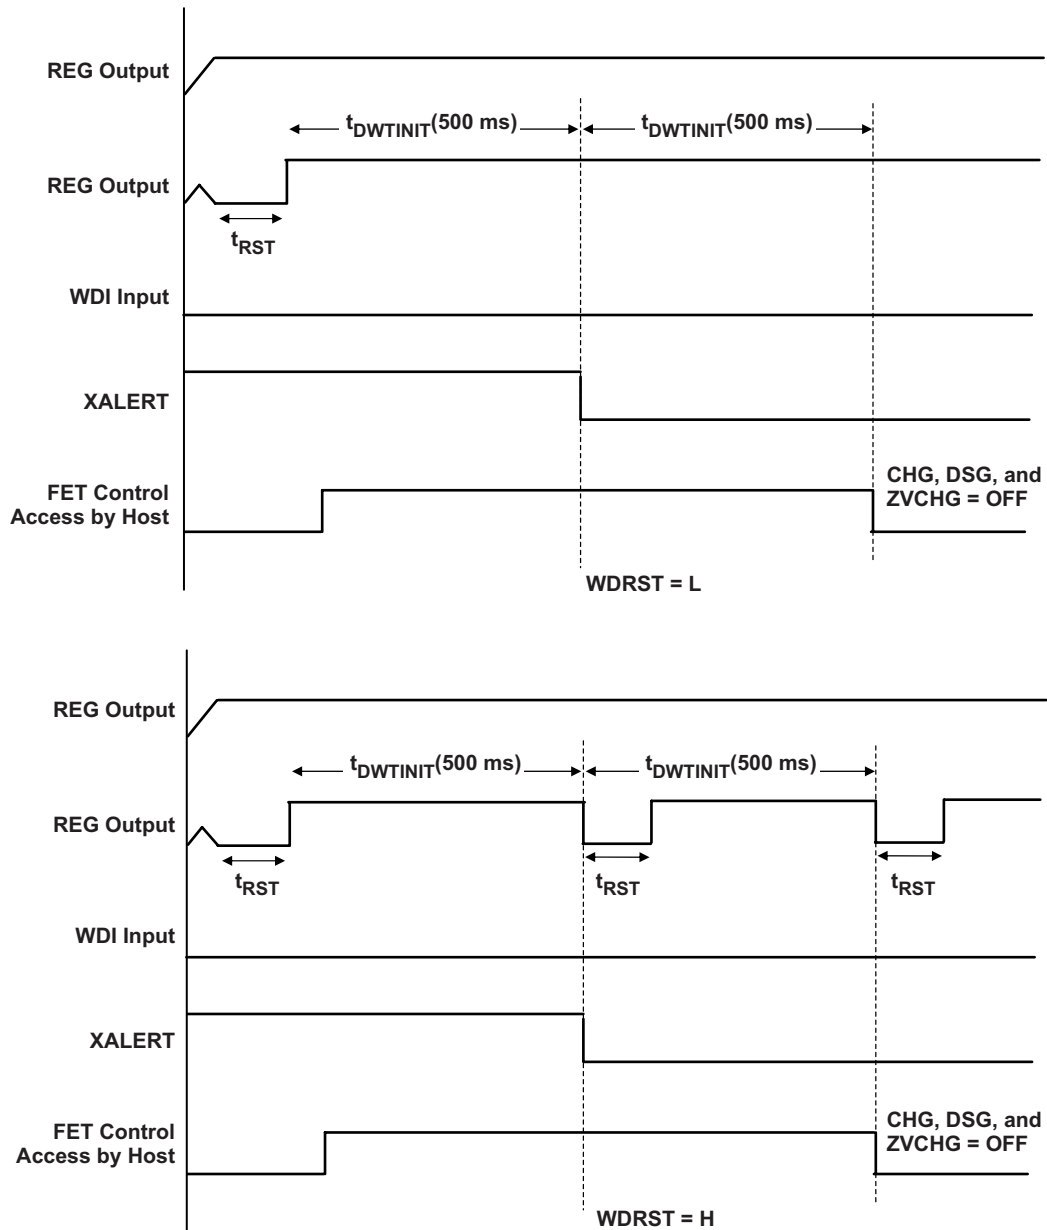 REG Output
tDWTINIT(500 ms)
tDWTINIT(500 ms)
REG Output
tRST
WDI Input
XALERT
FET Control
Access by Host
CHG, DSG, and
ZVCHG = OFF
WDRST = L
REG Output
tDWTINIT(500 ms)
tDWTINIT(500 ms)
REG Output
tRST
tRST
tRST
WDI Input
XALERT
FET Control
Access by Host
CHG, DSG, and
ZVCHG = OFF
WDRST = H